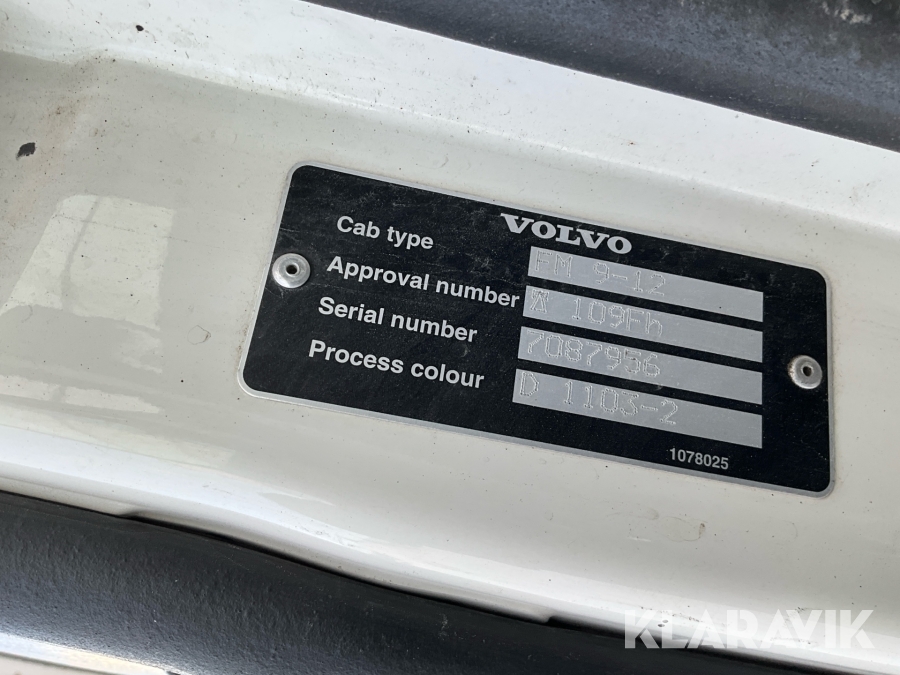 VOLVO
Cab type FM 9-12
Approval number 109Fh
Serial number 7087956
Process colour D 1103-2
1078025
KLARAVIK